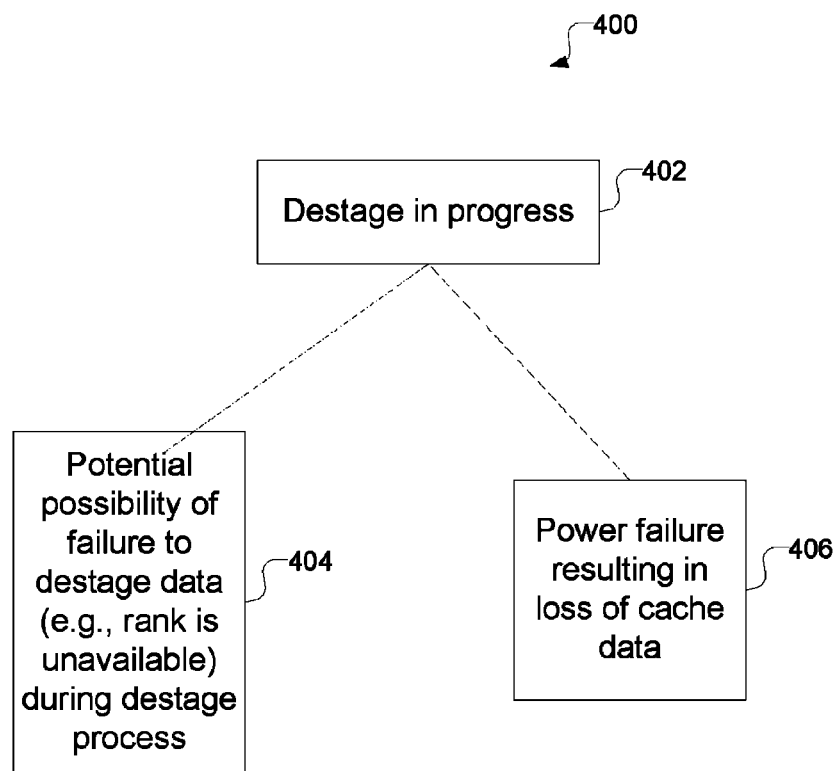 400
402
Destage in progress
Potential
possibility of
failure to
destage data
(e.g., rank is
unavailable)
during destage
process
404
Power failure
resulting in
loss of cache
data
406